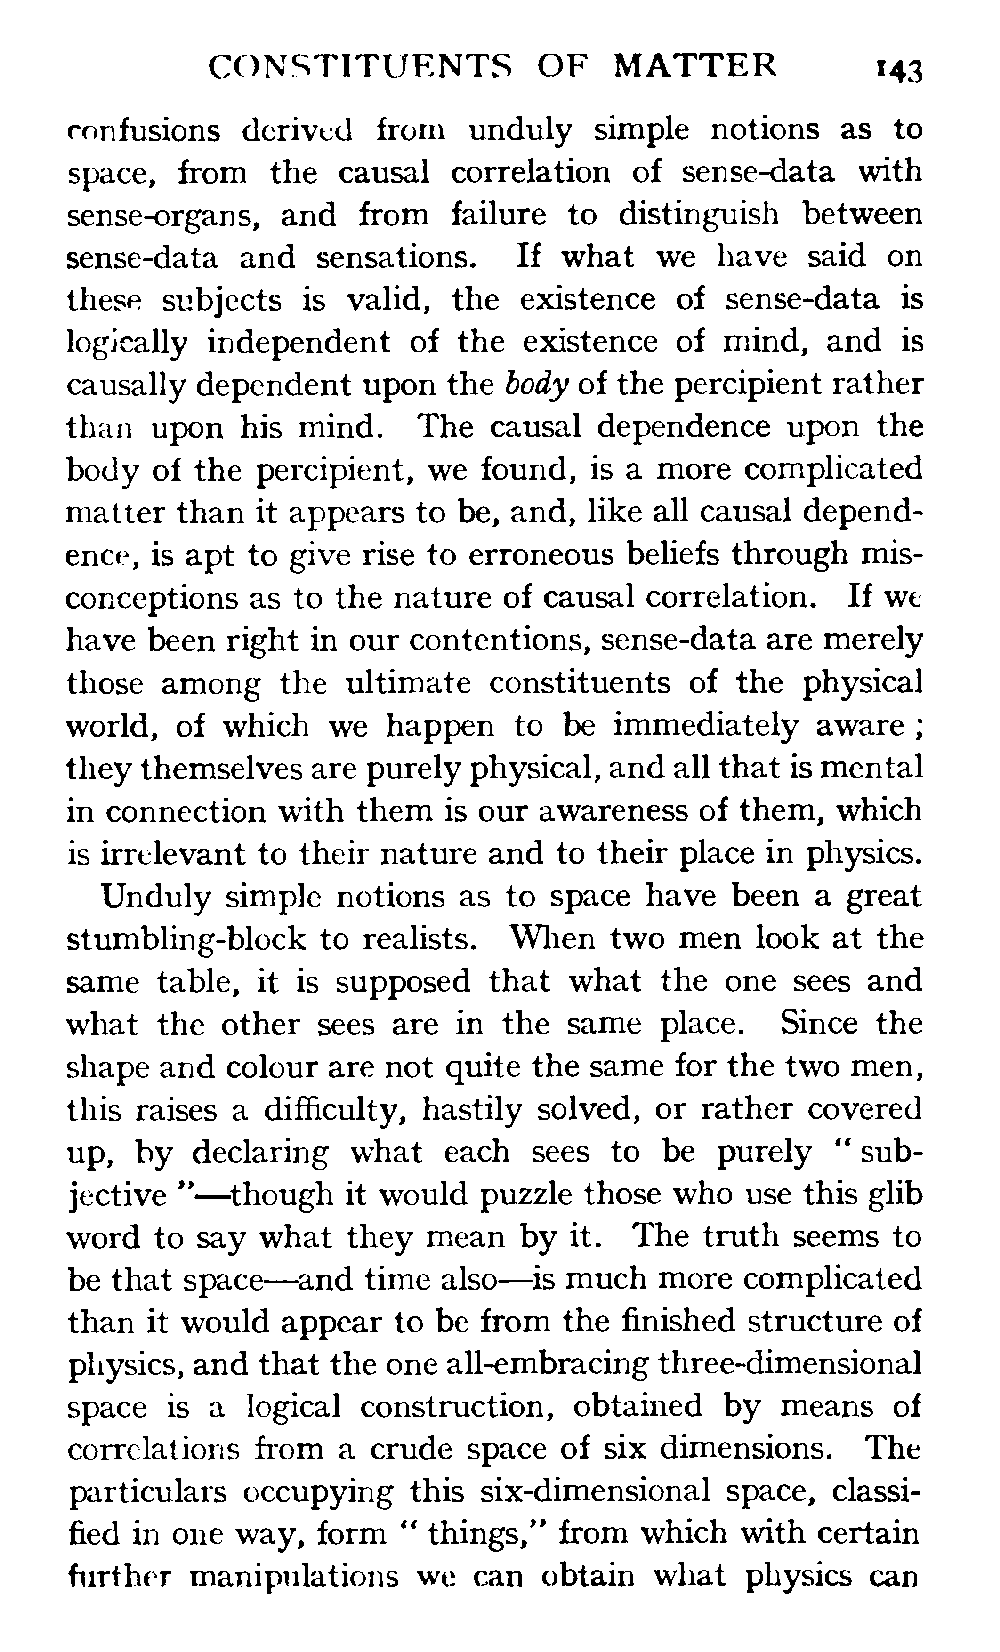 CONSTITUENTS OF MATTER 143
confusions derived from unduly simple notions as to
space, from the causal correlation of sense-data with
sense-organs, and from failure to distinguish between
sense-data and sensations. If what we have said on
these subjects is valid, the existence of sense-data is
logically independent of the existence of mind, and is
causally dependent upon the body of the percipient rather
than upon his mind. The causal dependence upon the
body of the percipient, we found, is a more complicated
matter than it appears to be, and, like all causal depend-
ence, is apt to give rise to erroneous beliefs through mis-
conceptions as to the nature of causal correlation. If we
have been right in our contentions, sense-data are merely
those among the ultimate constituents of the physical
world, of which we happen to be immediately aware ;
they themselves are purely physical, and all that is mental
in connection with them is our awareness of them, which
is irrelevant to their nature and to their place in physics.
Unduly simple notions as to space have been a great
stumbling-block to realists. When two men look at the
same table, it is supposed that what the one sees and
what the other sees are in the same place. Since the
shape and colour are not quite the same for the two men,
this raises a difficulty, hastily solved, or rather covered
up, by declaring what each sees to be purely “ sub-
jective ”—though it would puzzle those who use this glib
word to say what they mean by it. The truth seems to
be that space—and time also—is much more complicated
than it would appear to be from the finished structure of
physics, and that the one all-embracing three-dimensional
space is a logical construction, obtained by means of
correlations from a crude space of six dimensions. The
particulars occupying this six-dimensional space, classi-
fied in one way, form “ things,” from which with certain
further manipulations we can obtain what physics can